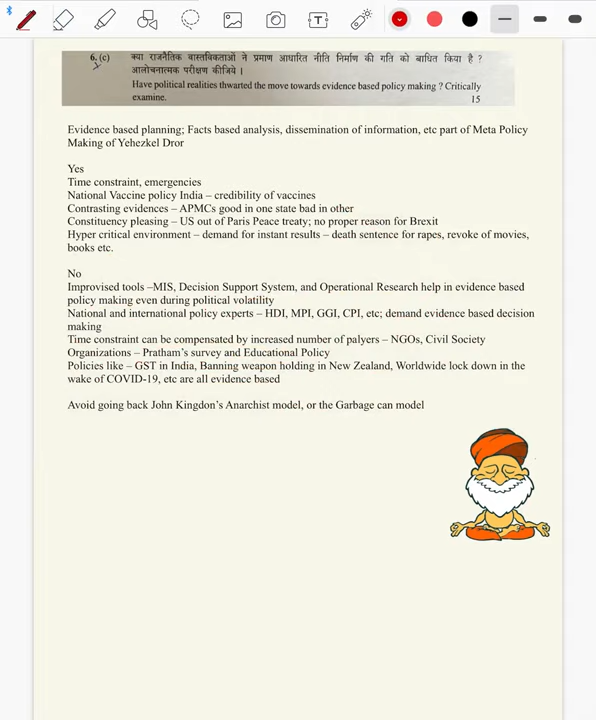 6. (c) क्या राजनैतिक वास्तविकताओं ने प्रमाण आधारित नीति निर्माण की गति को बाधित किया है ?
आलोचनात्मक परीक्षण कीजिये ।
Have political realities thwarted the move towards evidence based policy making ? Critically
examine. 15
Evidence based planning; Facts based analysis, dissemination of information, etc part of Meta Policy
Making of Yehezkel Dror
Yes
Time constraint, emergencies
National Vaccine policy India – credibility of vaccines
Contrasting evidences – APMCs good in one state bad in other
Constituency pleasing – US out of Paris Peace treaty; no proper reason for Brexit
Hyper critical environment – demand for instant results – death sentence for rapes, revoke of movies,
books etc.
No
Improvised tools –MIS, Decision Support System, and Operational Research help in evidence based
policy making even during political volatility
National and international policy experts – HDI, MPI, GGI, CPI, etc; demand evidence based decision
making
Time constraint can be compensated by increased number of palyers – NGOs, Civil Society
Organizations – Pratham's survey and Educational Policy
Policies like – GST in India, Banning weapon holding in New Zealand, Worldwide lock down in the
wake of COVID-19, etc are all evidence based
Avoid going back John Kingdon's Anarchist model, or the Garbage can model